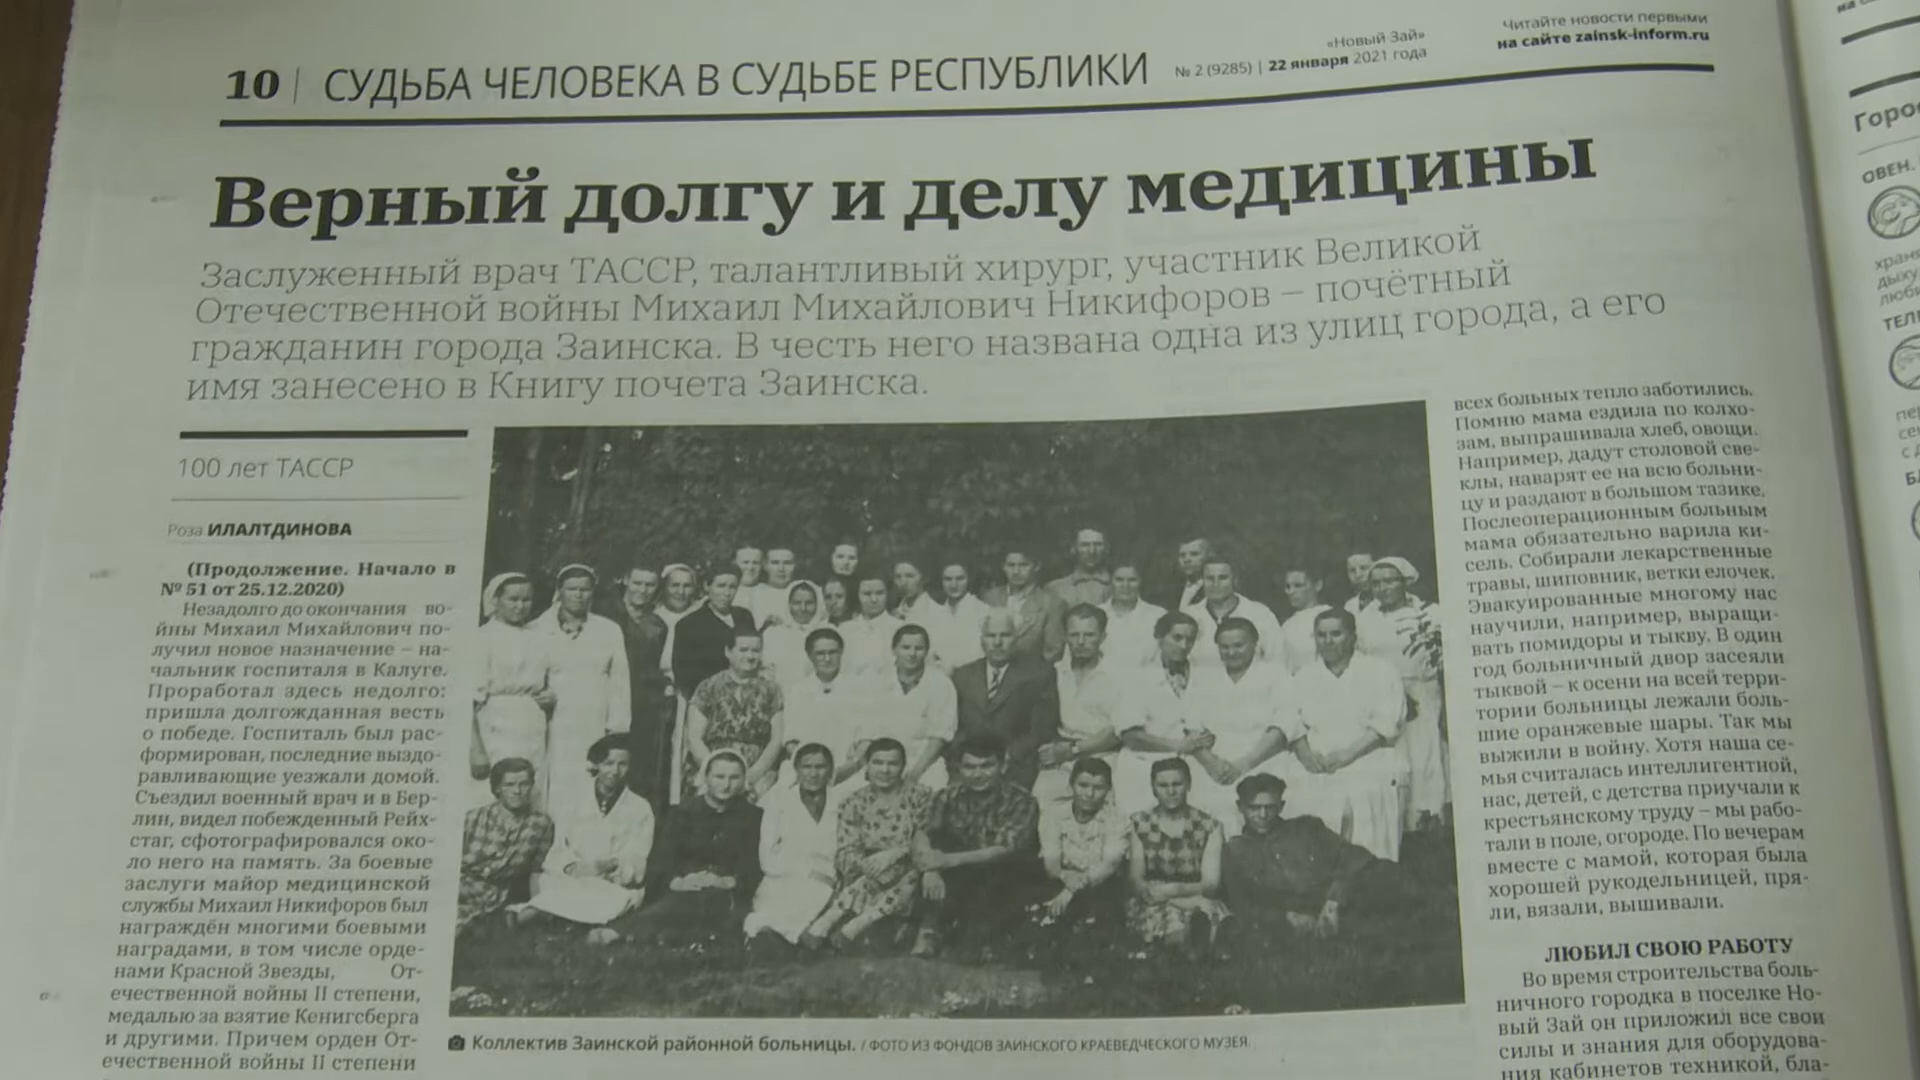 10 | СУДЬБА ЧЕЛОВЕКА В СУДЬБЕ РЕСПУБЛИКИ
«Новый Зай»
№ 2 (9285) | 22 января 2021 года
Читайте новости первыми
на сайте zainsk-inform.ru
Верный долгу и делу медицины
Заслуженный врач ТАССР, талантливый хирург, участник Великой
Отечественной войны Михаил Михайлович Никифоров – почётный
гражданин города Заинска. В честь него названа одна из улиц города, а его
имя занесено в Книгу почета Заинска.
100 лет ТАССР
Роза ИЛАЛТДИНОВА
(Продолжение. Начало в
№ 51 от 25.12.2020)
Незадолго до окончания во-
йны Михаил Михайлович по-
лучил новое назначение – на-
чальник госпиталя в Калуге.
Проработал здесь недолго:
пришла долгожданная весть
о победе. Госпиталь был рас-
формирован, последние выздо-
равливающие уезжали домой.
Съездил военный врач и в Бер-
лин, видел побежденный Рейх-
стаг, сфотографировался око-
ло него на память. За боевые
заслуги майор медицинской
службы Михаил Никифоров был
награждён многими боевыми
наградами, в том числе орде-
нами Красной Звезды, От-
ечественной войны II степени,
медалью за взятие Кенигсберга
и другими. Причем орден От-
ечественной войны II степени
Коллектив Заинской районной больницы. / ФОТО ИЗ ФОНДОВ ЗАИНСКОГО КРАЕВЕДЧЕСКОГО МУЗЕЯ
всех больных тепло заботились.
Помню мама ездила по колхо-
зам, выпрашивала хлеб, овощи.
Например, дадут столовой све-
клы, наварят ее на всю больни-
цу и раздают в большом тазике.
Послеоперационным больным
мама обязательно варила ки-
сель. Собирали лекарственные
травы, шиповник, ветки елочек.
Эвакуированные многому нас
научили, например, выращи-
вать помидоры и тыкву. В один
год больничный двор засеяли
тыквой – к осени на всей терри-
тории больницы лежали боль-
шие оранжевые шары. Так мы
выжили в войну. Хотя наша се-
мья считалась интеллигентной,
нас, детей, с детства приучали к
крестьянскому труду – мы рабо-
тали в поле, огороде. По вечерам
вместе с мамой, которая была
хорошей рукодельницей, пря-
ли, вязали, вышивали.
ЛЮБИЛ СВОЮ РАБОТУ
Во время строительства боль-
ничного городка в поселке Но-
вый Зай он приложил все свои
силы и знания для оборудова-
ния кабинетов техникой, бла-
ОВЕН.